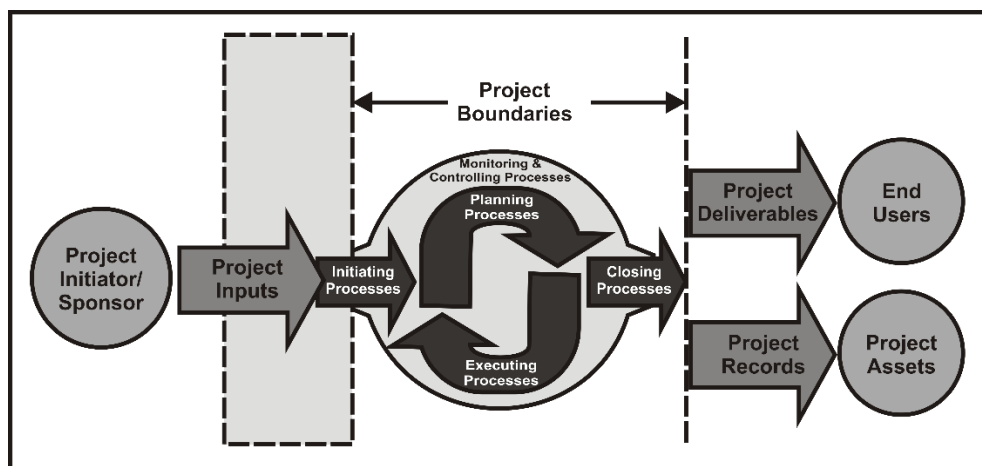 Project
Boundaries
Monitoring &
Controlling Processes
Planning
Processes
Project
Initiator/
Sponsor
Project
Inputs
Initiating
Processes
Closing
Processes
Executing
Processes
Project
Deliverables
End
Users
Project
Records
Project
Assets